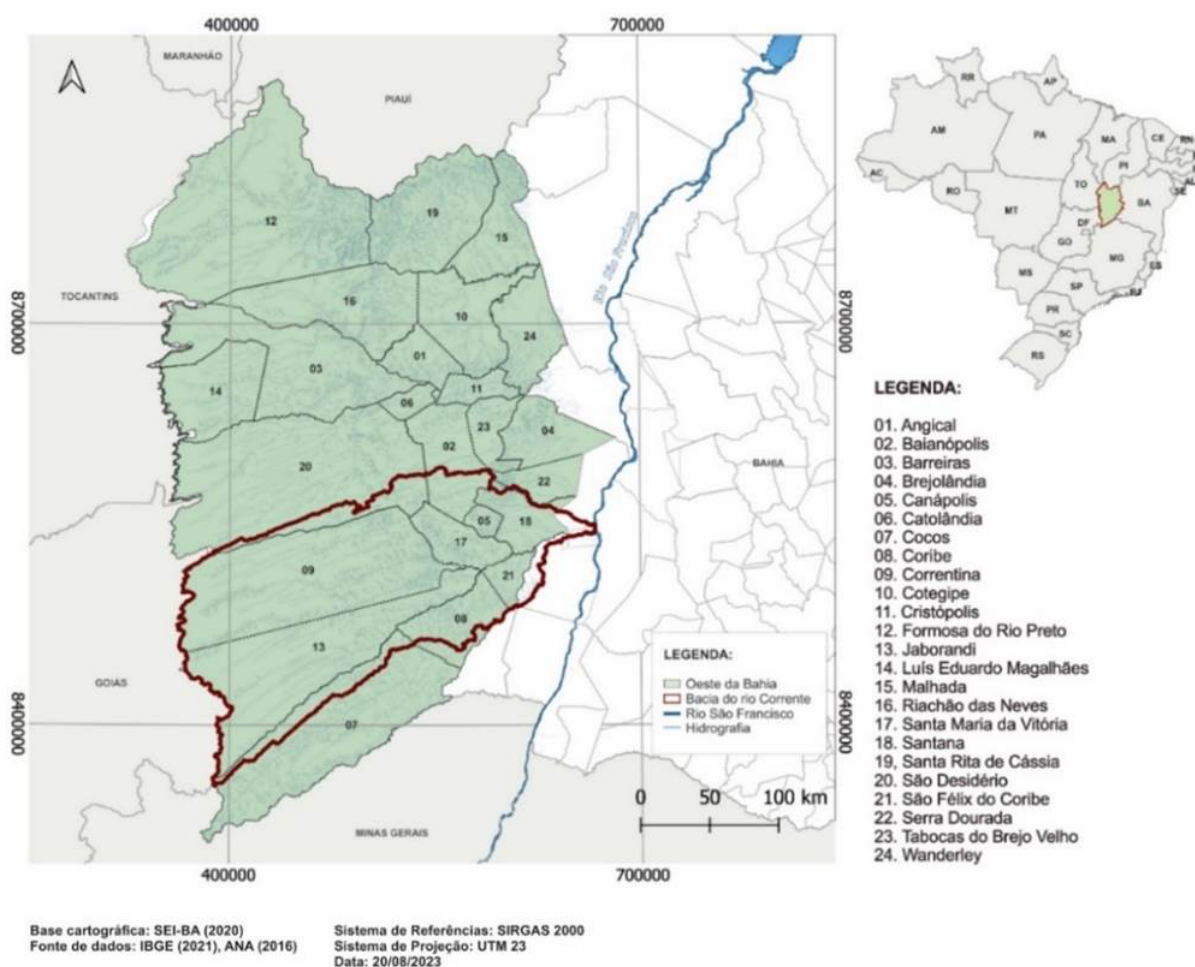 400000
700000
MARANHÃO
PIAUÍ
TOCANTINS
GOIÁS
MINAS GERAIS
BAHIA
Rio São Francisco
8700000
8700000
8400000
8400000
12
19
15
16
10
24
01
03
14
11
06
23
04
02
20
22
05
18
17
09
21
08
13
07
LEGENDA:
Oeste da Bahia
Bacia do rio Corrente
Rio São Francisco
Hidrografia
0 50 100 km
400000
700000
RR
AP
AM
PA
MA
CE
RN
PI
AC
TO
SE
RO
BA
MT
DF
GO
MG
MS
ES
SP
RJ
PR
SC
RS
LEGENDA:
01. Angical
02. Baianópolis
03. Barreiras
04. Brejolândia
05. Canápolis
06. Catolândia
07. Cocos
08. Coribe
09. Correntina
10. Cotegipe
11. Cristópolis
12. Formosa do Rio Preto
13. Jaborandi
14. Luís Eduardo Magalhães
15. Malhada
16. Riachão das Neves
17. Santa Maria da Vitória
18. Santana
19. Santa Rita de Cássia
20. São Desidério
21. São Félix do Coribe
22. Serra Dourada
23. Tabocas do Brejo Velho
24. Wanderley
Base cartográfica: SEI-BA (2020)
Fonte de dados: IBGE (2021), ANA (2016)
Sistema de Referências: SIRGAS 2000
Sistema de Projeção: UTM 23
Data: 20/08/2023